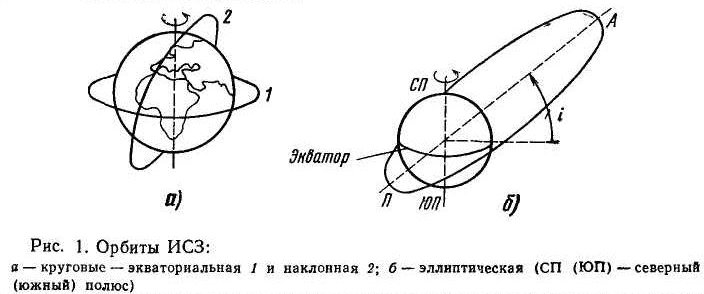 2
1
а)
СП
А
i
Экватор
П
ЮП
б)
Рис. 1. Орбиты ИСЗ:
а — круговые — экваториальная 1 и наклонная 2; б — эллиптическая (СП (ЮП) — северный
(южный) полюс)